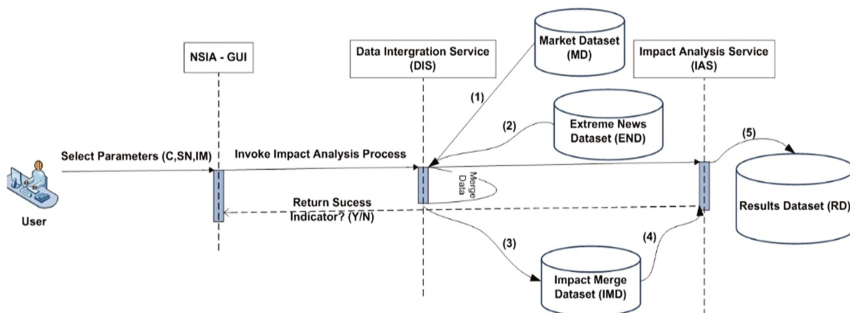 NSIA - GUI
Data Intergration Service
(DIS)
Market Dataset
(MD)
Impact Analysis Service
(IAS)
(1)
(2)
Extreme News
Dataset (END)
(5)
Select Parameters (C,SN,IM)
Invoke Impact Analysis Process
Merge
Data
User
Return Sucess
Indicator? (Y/N)
Results Dataset (RD)
(3)
(4)
Impact Merge
Dataset (IMD)